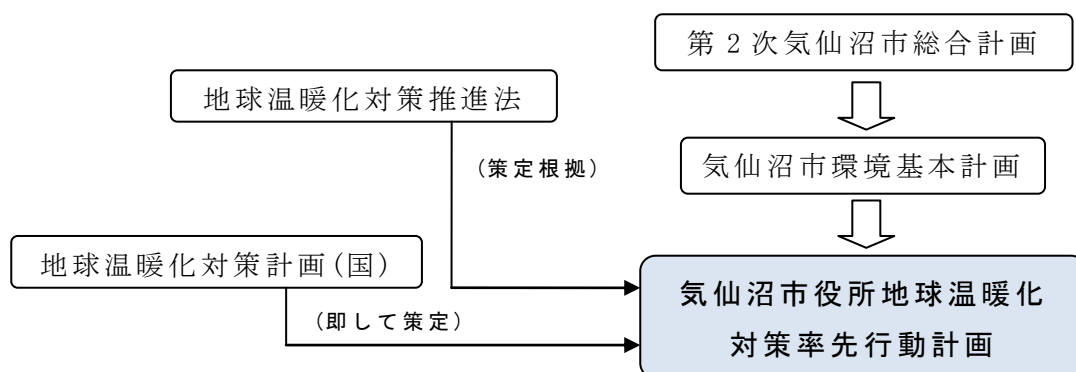 第2次気仙沼市総合計画
地球温暖化対策推進法
(策定根拠)
気仙沼市環境基本計画
地球温暖化対策計画(国)
(即して策定)
気仙沼市役所地球温暖化
対策率先行動計画